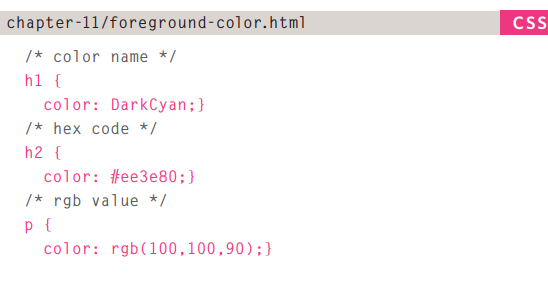 chapter-11/foreground-color.html CSS
/* color name */
h1 {
color: DarkCyan;}
/* hex code */
h2 {
color: #ee3e80;}
/* rgb value */
p {
color: rgb(100,100,90);}